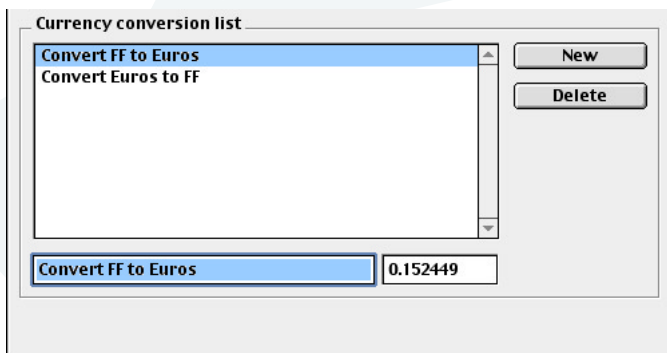 Currency conversion list
Convert FF to Euros
Convert Euros to FF
New
Delete
Convert FF to Euros
0.152449